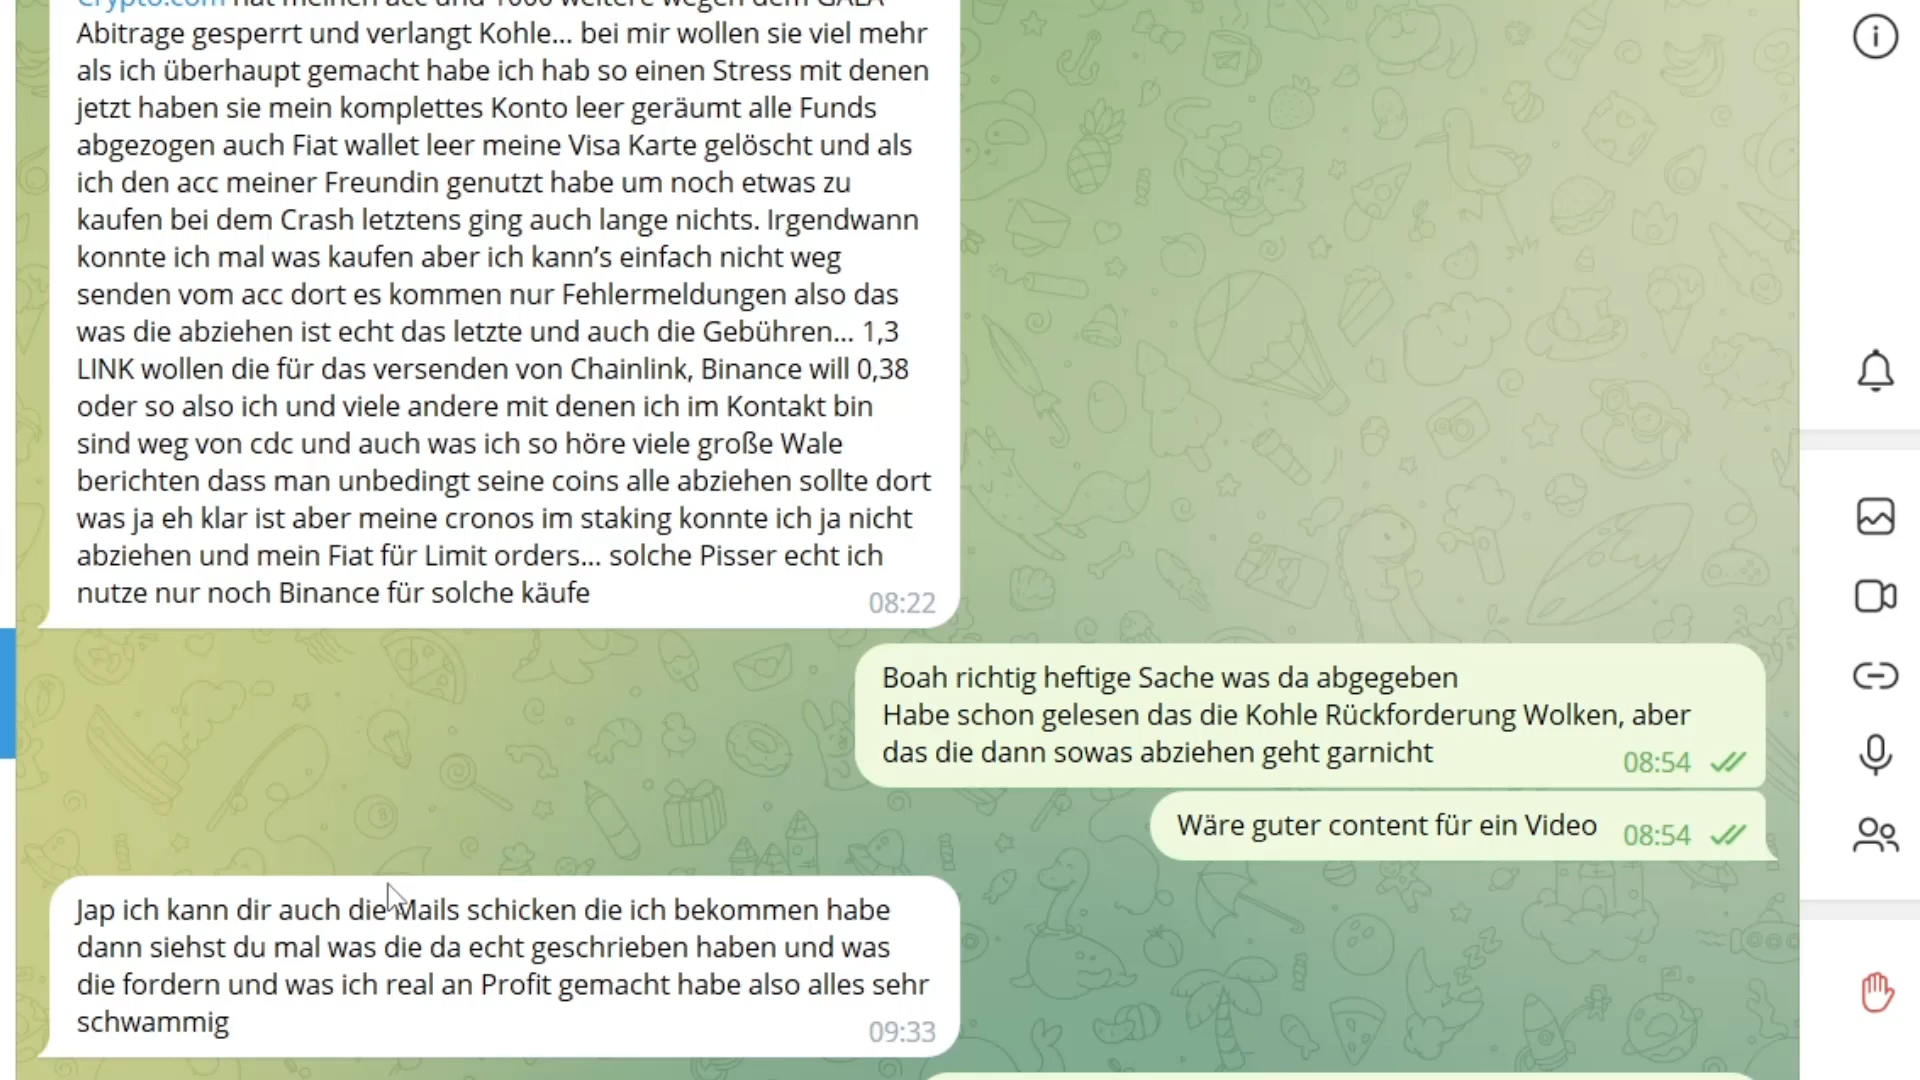 Crypto.com hat meinen acc und 1000 weitere wegen dem GALA
Abitrage gesperrt und verlangt Kohle... bei mir wollen sie viel mehr
als ich überhaupt gemacht habe ich hab so einen Stress mit denen
jetzt haben sie mein komplettes Konto leer geräumt alle Funds
abgezogen auch Fiat wallet leer meine Visa Karte gelöscht und als
ich den acc meiner Freundin genutzt habe um noch etwas zu
kaufen bei dem Crash letztens ging auch lange nichts. Irgendwann
konnte ich mal was kaufen aber ich kann's einfach nicht weg
senden vom acc dort es kommen nur Fehlermeldungen also das
was die abziehen ist echt das letzte und auch die Gebühren... 1,3
LINK wollen die für das versenden von Chainlink, Binance will 0,38
oder so also ich und viele andere mit denen ich im Kontakt bin
sind weg von cdc und auch was ich so höre viele große Wale
berichten dass man unbedingt seine coins alle abziehen sollte dort
was ja eh klar ist aber meine cronos im staking konnte ich ja nicht
abziehen und mein Fiat für Limit orders... solche Pisser echt ich
nutze nur noch Binance für solche käufe
08:22
Boah richtig heftige Sache was da abgegeben
Habe schon gelesen das die Kohle Rückforderung Wolken, aber
das die dann sowas abziehen geht garnicht
08:54
Wäre guter content für ein Video
08:54
Jap ich kann dir auch die Mails schicken die ich bekommen habe
dann siehst du mal was die da echt geschrieben haben und was
die fordern und was ich real an Profit gemacht habe also alles sehr
schwammig
09:33